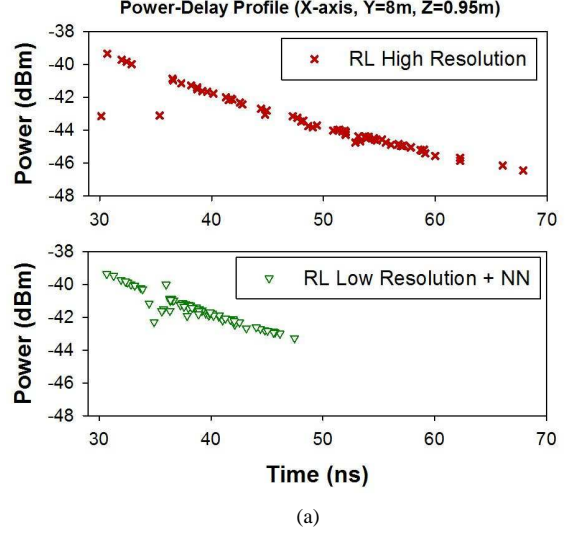 Power-Delay Profile (X-axis, Y=8m, Z=0.95m)
-38
-40
-42
-44
-46
-48
Power (dBm)
RL High Resolution
30 40 50 60 70
-38
-40
-42
-44
-46
-48
Power (dBm)
RL Low Resolution + NN
30 40 50 60 70
Time (ns)
(a)